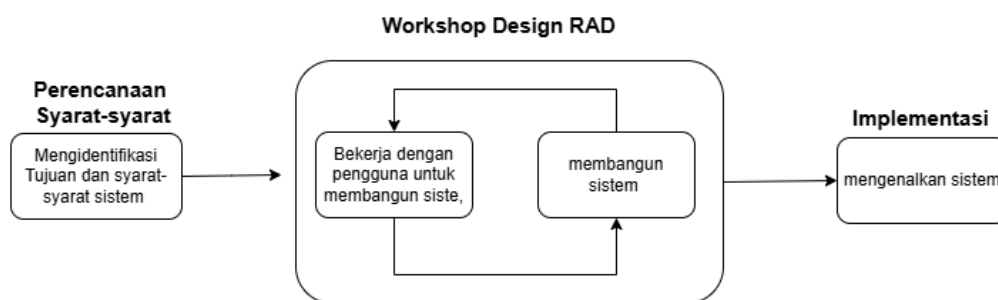 Workshop Design RAD
Perencanaan
Syarat-syarat
Mengidentifikasi
Tujuan dan syarat-
syarat sistem
Bekerja dengan
pengguna untuk
membangun siste,
membangun
sistem
Implementasi
mengenalkan sistem